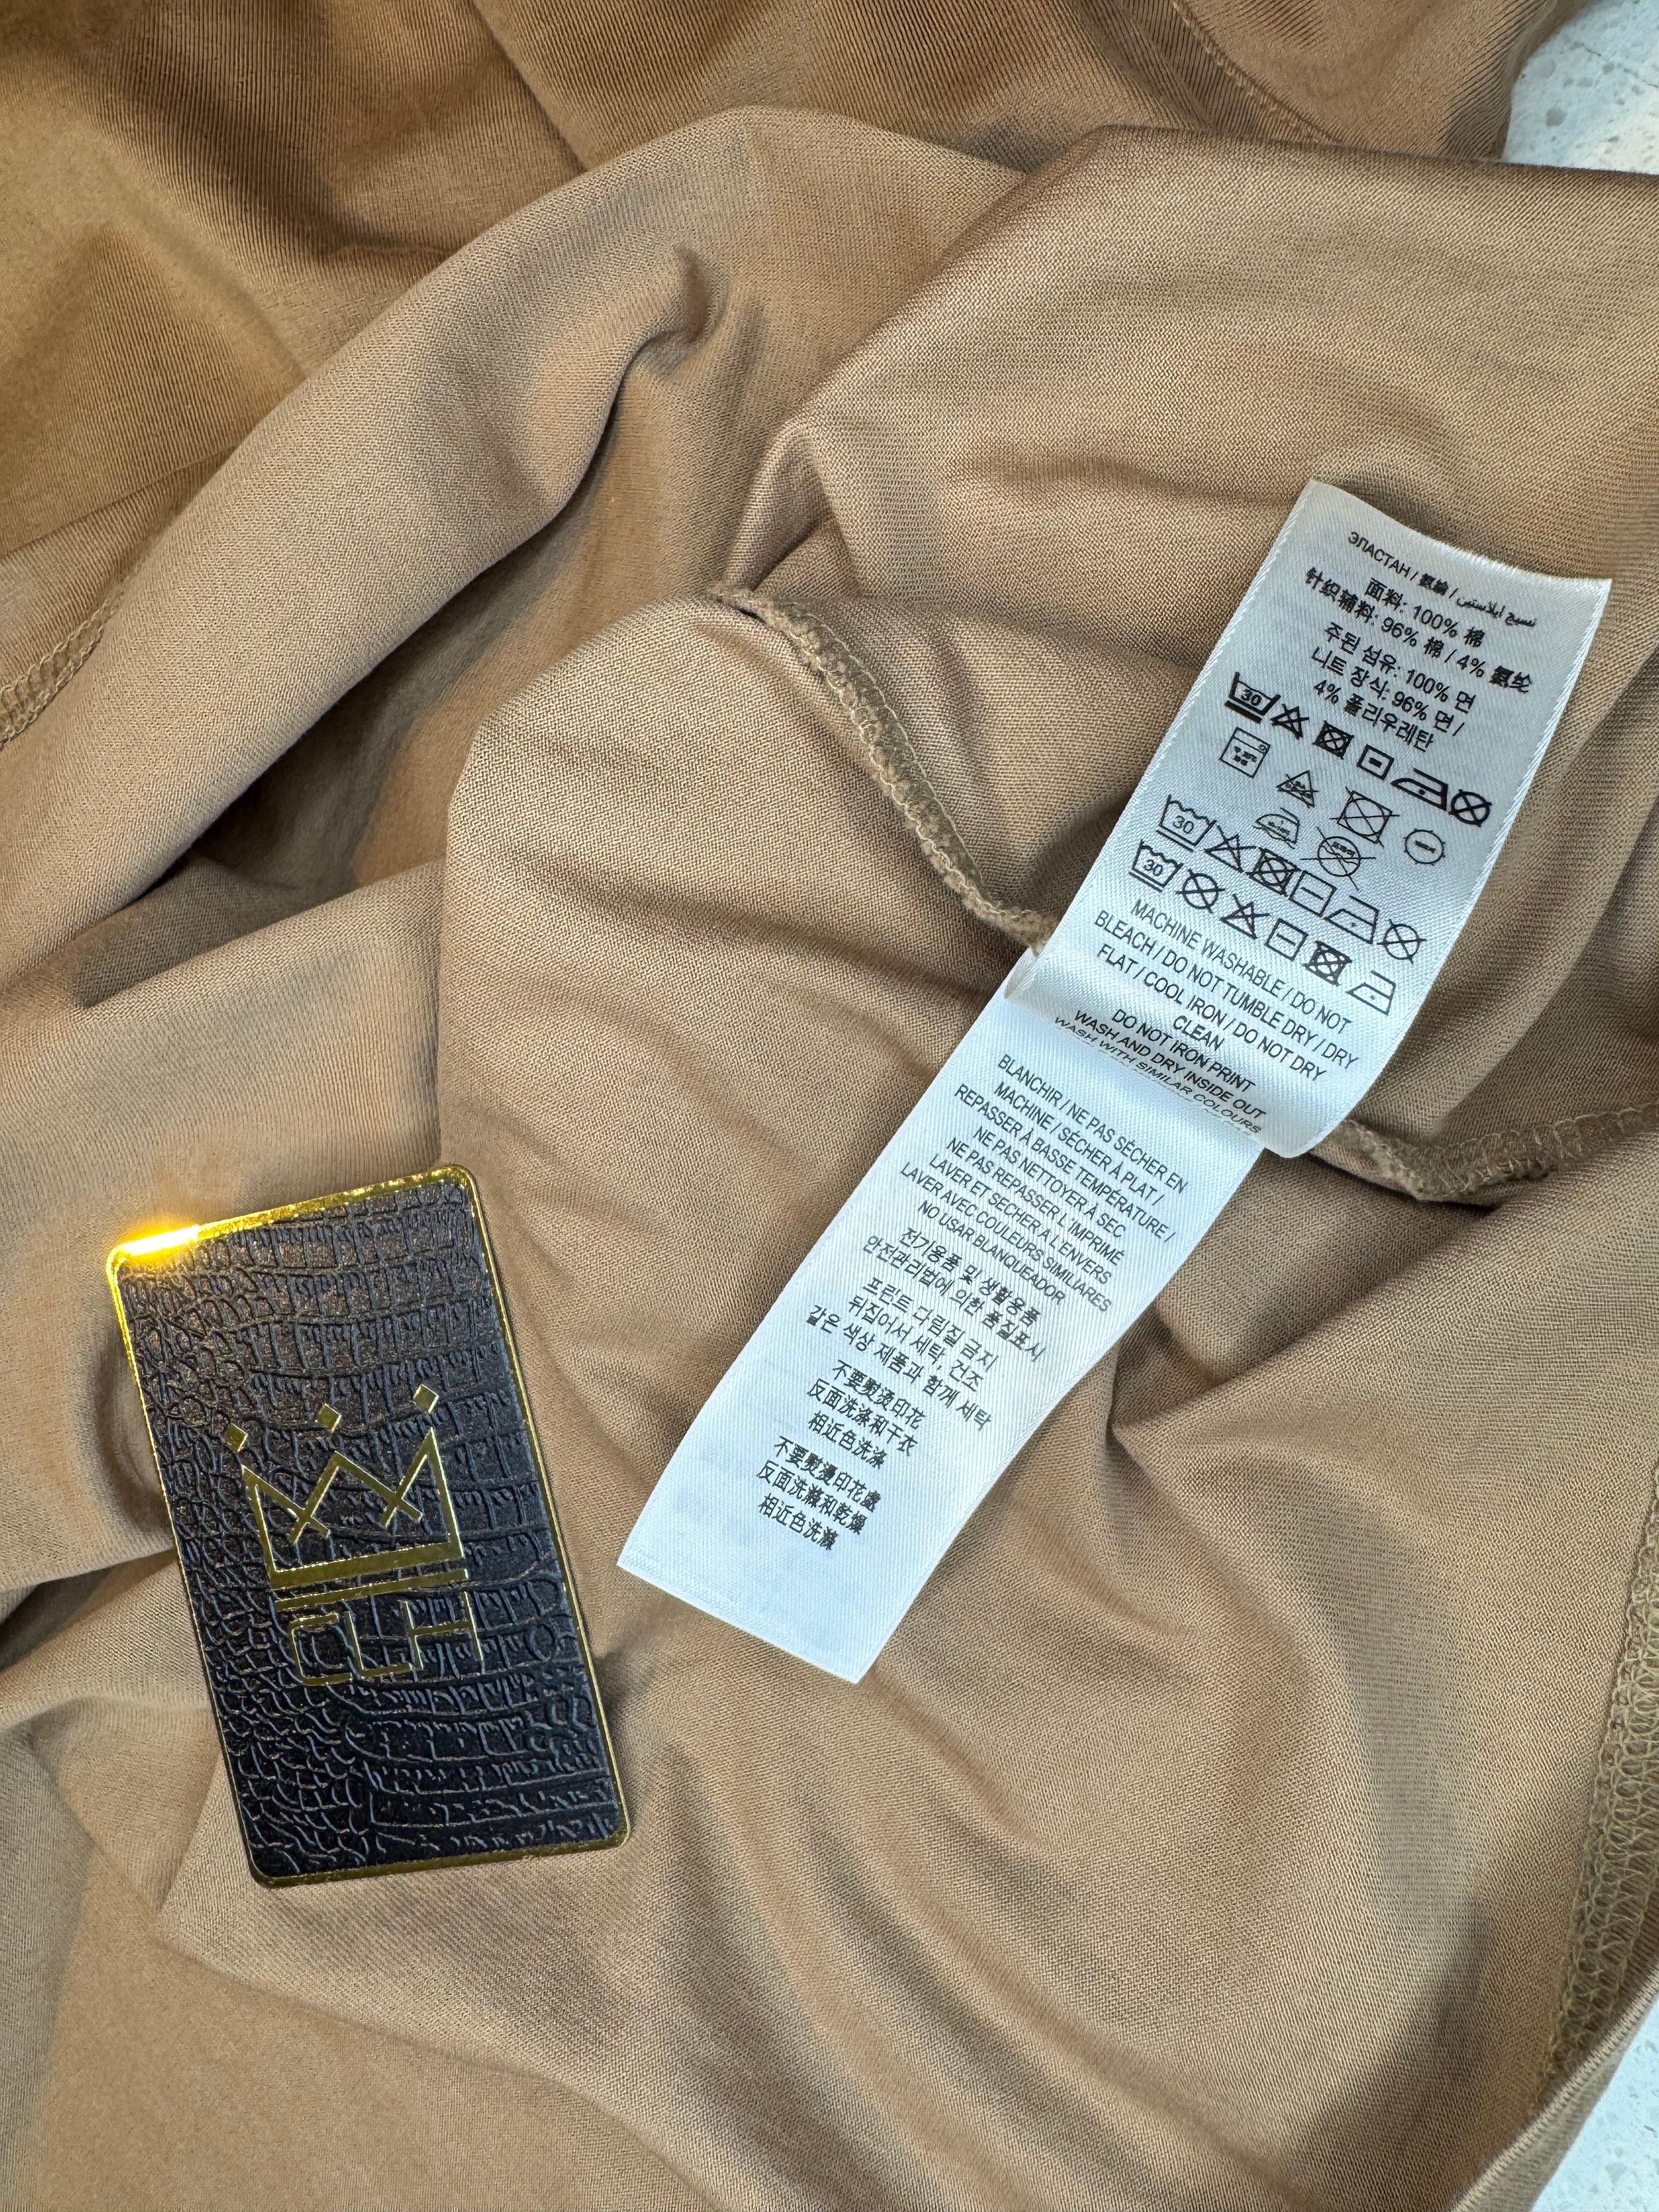 ЭЛАСТАН / 氨綸 / نسيج ايلاستين
面料: 100% 棉
针织辅料: 96% 棉 / 4% 氨纶
주된 섬유: 100% 면
니트 장식: 96% 면 /
4% 폴리우레탄
30
30
30
MACHINE WASHABLE / DO NOT
BLEACH / DO NOT TUMBLE DRY / DRY
FLAT / COOL IRON / DO NOT DRY
CLEAN
DO NOT IRON PRINT
WASH AND DRY INSIDE OUT
WASH WITH SIMILAR COLOURS
BLANCHIR / NE PAS SÉCHER EN
MACHINE / SÉCHER À PLAT /
REPASSER À BASSE TEMPÉRATURE /
NE PAS NETTOYER À SEC
NE PAS REPASSER L'IMPRIMÉ
LAVER ET SECHER À L'ENVERS
LAVER AVEC COULEURS SIMILIARES
NO USAR BLANQUEADOR
전기용품 및 생활용품
안전관리법에 의한 품질표시
프린트 다림질 금지
뒤집어서 세탁, 건조
같은 색상 제품과 함께 세탁
不要熨烫印花
反面洗涤和干衣
相近色洗涤
不要熨燙印花處
反面洗滌和乾燥
相近色洗滌